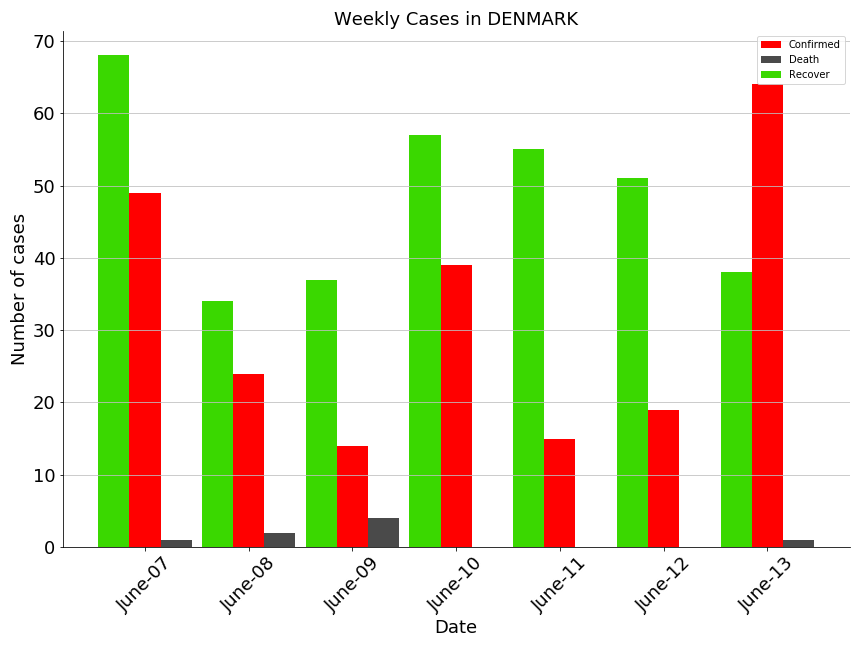 Weekly Cases in DENMARK
Confirmed
Death
Recover
Number of cases
70
60
50
40
30
20
10
0
June-07
June-08
June-09
June-10
June-11
June-12
June-13
Date